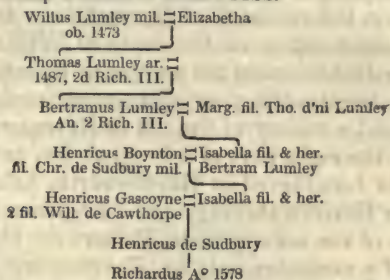 Willus Lumley mil. Elizabetha
ob. 1473
Thomas Lumley ar.
1487, 2d Rich. III.
Bertramus Lumley Marg. fil. Tho. d'ni Lumley
An. 2 Rich. III.
Henricus Boynton Isabella fil. & her.
fil. Chr. de Sudbury mil. Bertram Lumley
Henricus Gascoyne Isabella fil. & her.
2 fil. Will. de Cawthorpe
Henricus de Sudbury
Richardus Aº 1578